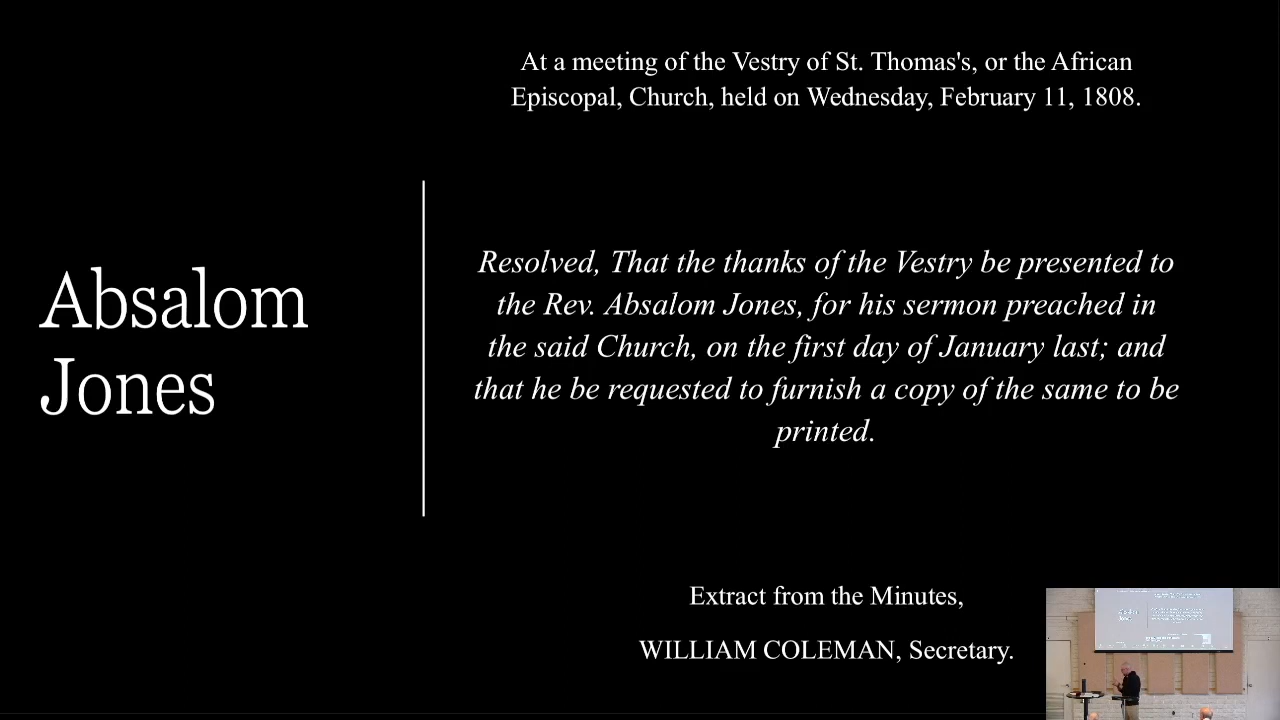 At a meeting of the Vestry of St. Thomas's, or the African
Episcopal, Church, held on Wednesday, February 11, 1808.
Absalom
Jones
Resolved, That the thanks of the Vestry be presented to
the Rev. Absalom Jones, for his sermon preached in
the said Church, on the first day of January last; and
that he be requested to furnish a copy of the same to be
printed.
Extract from the Minutes,
WILLIAM COLEMAN, Secretary.
Absalom
Jones